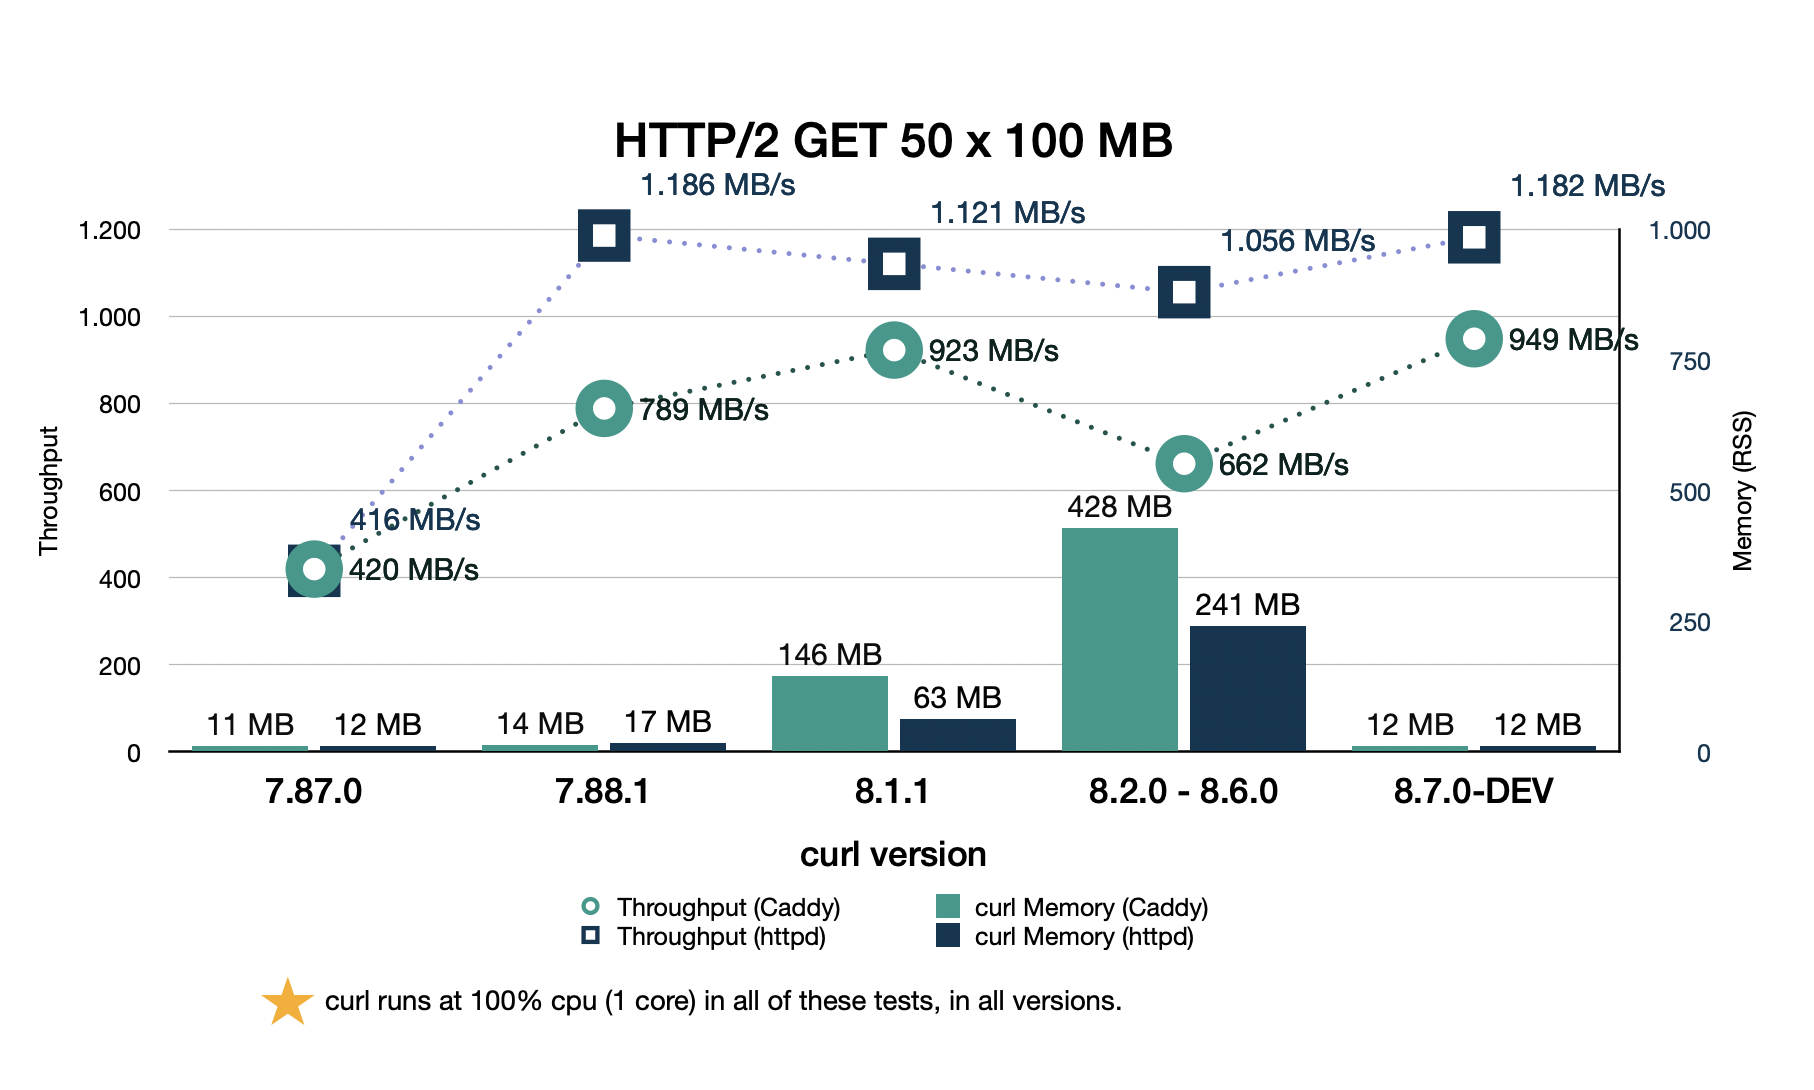 HTTP/2 GET 50 x 100 MB
1.186 MB/s
1.182 MB/s
1.121 MB/s
1.056 MB/s
1.200
1.000
1.000
949 MB/s
923 MB/s
750
800
789 MB/s
Throughput
Memory (RSS)
662 MB/s
600
500
428 MB
416 MB/s
420 MB/s
400
241 MB
250
200
146 MB
63 MB
11 MB
12 MB
14 MB
17 MB
12 MB
12 MB
0
0
7.87.0
7.88.1
8.1.1
8.2.0 - 8.6.0
8.7.0-DEV
curl version
Throughput (Caddy)
curl Memory (Caddy)
Throughput (httpd)
curl Memory (httpd)
curl runs at 100% cpu (1 core) in all of these tests, in all versions.